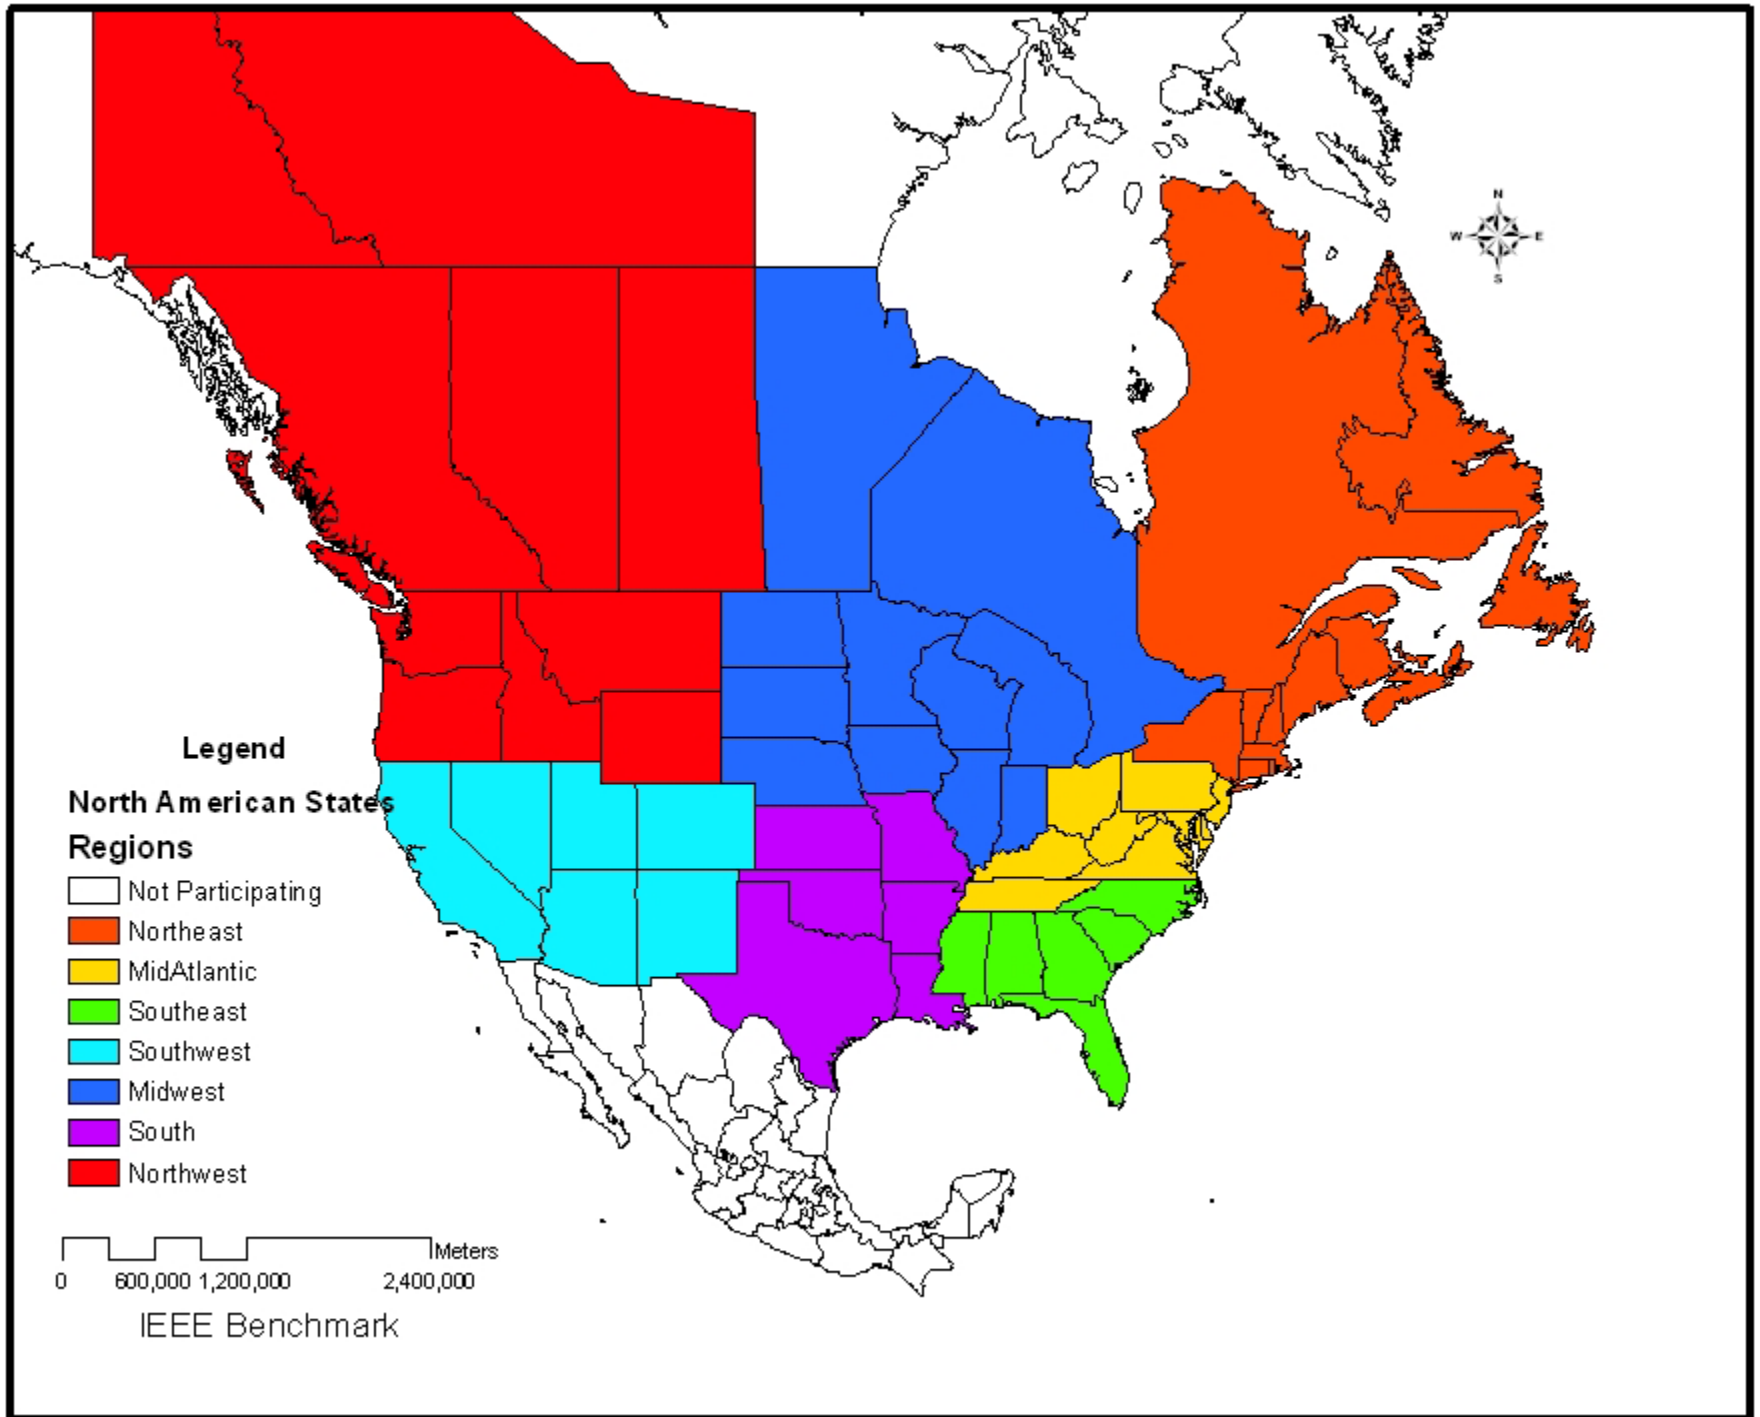 N
W E
S
Legend
North American States
Regions
Not Participating
Northeast
MidAtlantic
Southeast
Southwest
Midwest
South
Northwest
Meters
0 600,000 1,200,000 2,400,000
IEEE Benchmark